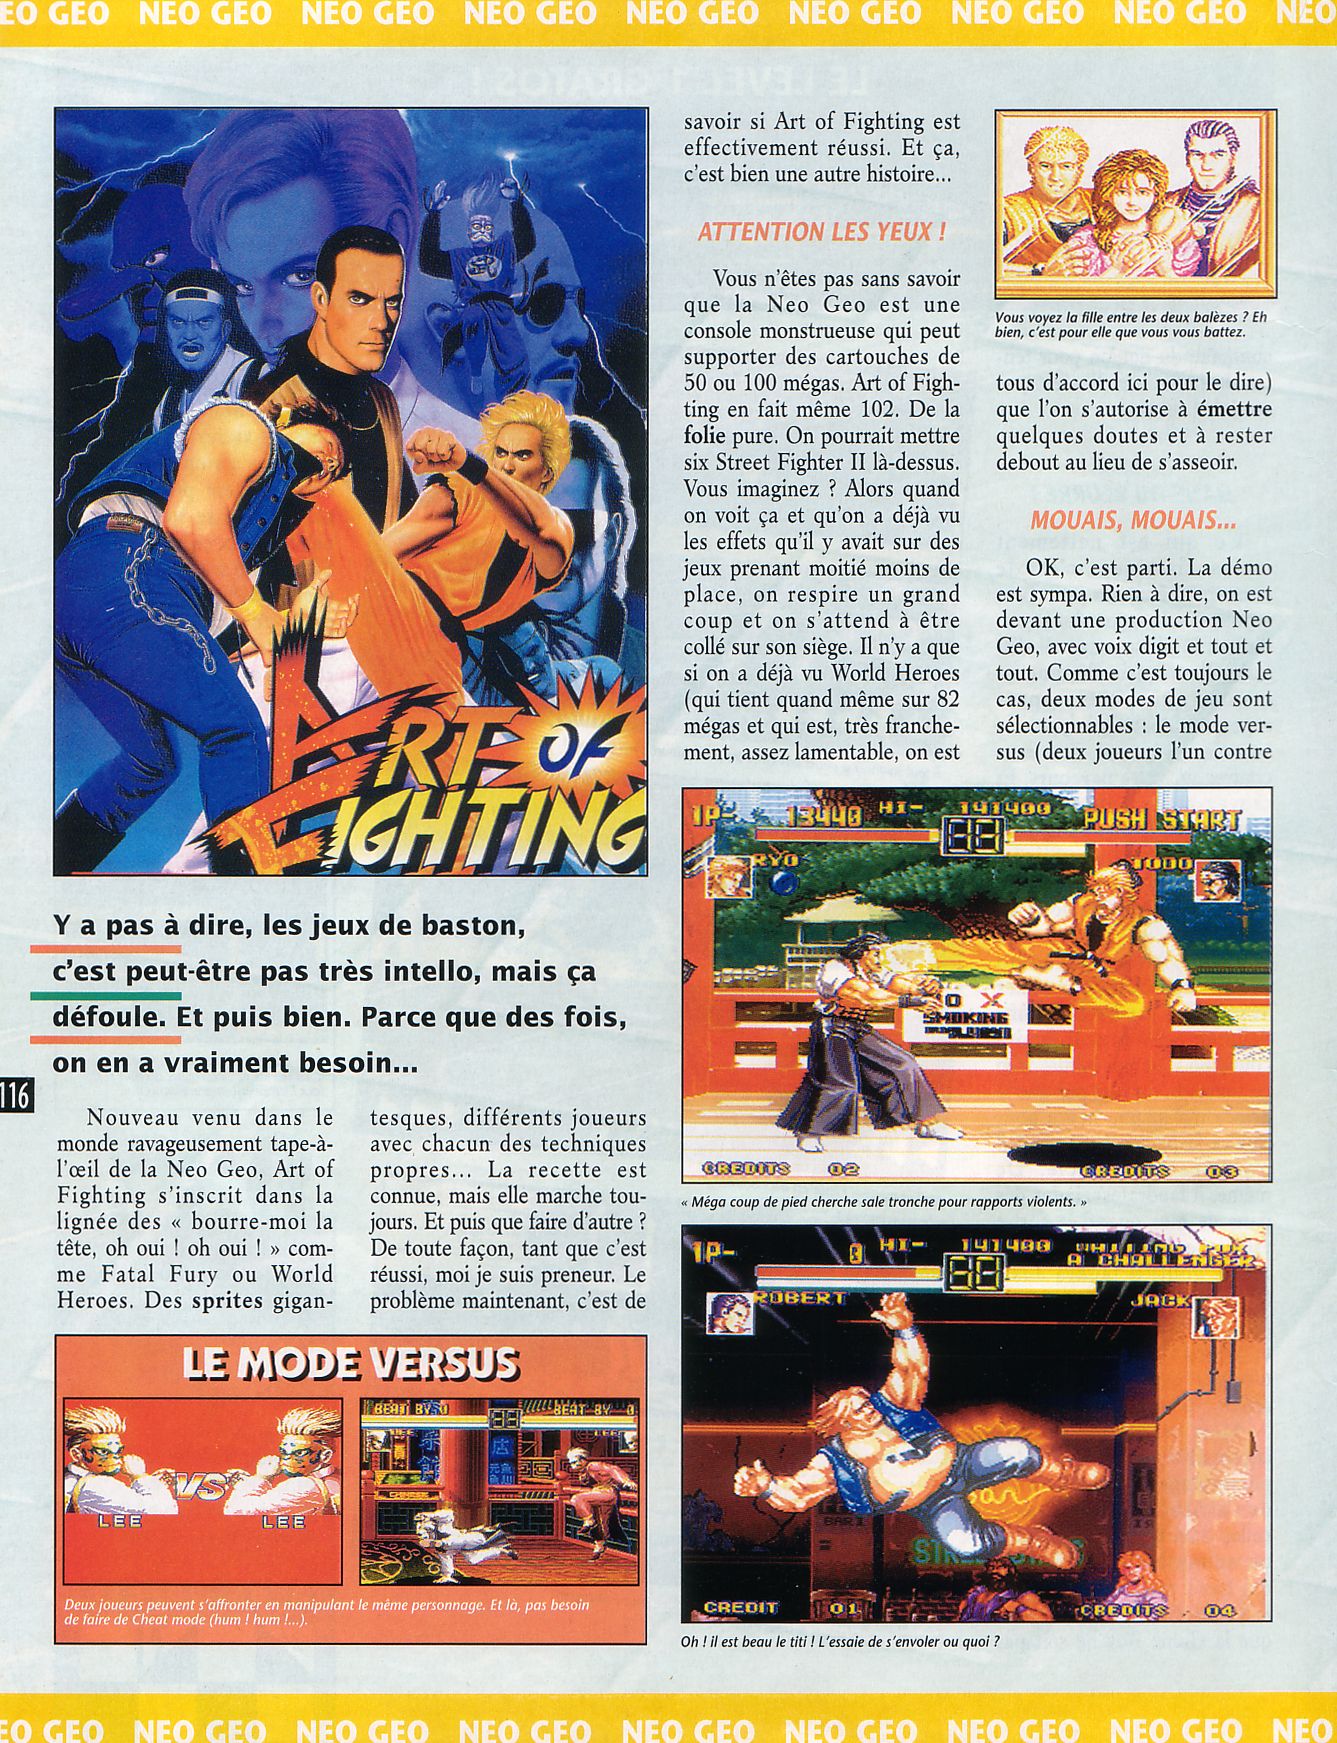 EO GEO NEO GEO NEO GEO NEO GEO NEO GEO NEO GEO NEO GEO NEO GEO NEO
ART OF
FIGHTING
Y a pas à dire, les jeux de baston,
c'est peut-être pas très intello, mais ça
défoule. Et puis bien. Parce que des fois,
on en a vraiment besoin...
116
Nouveau venu dans le
monde ravageusement tape-à-
l'œil de la Neo Geo, Art of
Fighting s'inscrit dans la
lignée des « bourre-moi la
tête, oh oui ! oh oui ! » com-
me Fatal Fury ou World
Heroes. Des sprites gigan-
tesques, différents joueurs
avec chacun des techniques
propres... La recette est
connue, mais elle marche tou-
jours. Et puis que faire d'autre ?
De toute façon, tant que c'est
réussi, moi je suis preneur. Le
problème maintenant, c'est de
savoir si Art of Fighting est
effectivement réussi. Et ça,
c'est bien une autre histoire...
ATTENTION LES YEUX !
Vous n'êtes pas sans savoir
que la Neo Geo est une
console monstrueuse qui peut
supporter des cartouches de
50 ou 100 mégas. Art of Figh-
ting en fait même 102. De la
folie pure. On pourrait mettre
six Street Fighter II là-dessus.
Vous imaginez ? Alors quand
on voit ça et qu'on a déjà vu
les effets qu'il y avait sur des
jeux prenant moitié moins de
place, on respire un grand
coup et on s'attend à être
collé sur son siège. Il n'y a que
si on a déjà vu World Heroes
(qui tient quand même sur 82
mégas et qui est, très franche-
ment, assez lamentable, on est
Vous voyez la fille entre les deux balèzes ? Eh
bien, c'est pour elle que vous vous battez.
tous d'accord ici pour le dire)
que l'on s'autorise à émettre
quelques doutes et à rester
debout au lieu de s'asseoir.
MOUAIS, MOUAIS...
OK, c'est parti. La démo
est sympa. Rien à dire, on est
devant une production Neo
Geo, avec voix digit et tout et
tout. Comme c'est toujours le
cas, deux modes de jeu sont
sélectionnables : le mode ver-
sus (deux joueurs l'un contre
1P- 13440 HI- 141400 PUSH START
RYO TODO
SMOKING
CREDITS 02 CREDITS 03
« Méga coup de pied cherche sale tronche pour rapports violents. »
1P- 0 HI- 141400 WAITING FOR
A CHALLENGER
ROBERT JACK
CREDIT 01 CREDITS 04
Oh ! il est beau le titi ! L'essaie de s'envoler ou quoi ?
LE MODE VERSUS
VS
LEE LEE
BEAT BY 0 BEAT BY 0
LEE LEE
Deux joueurs peuvent s'affronter en manipulant le même personnage. Et là, pas besoin
de faire de Cheat mode (hum ! hum !...).
EO GEO NEO GEO NEO GEO NEO GEO NEO GEO NEO GEO NEO GEO NEO GEO NEO